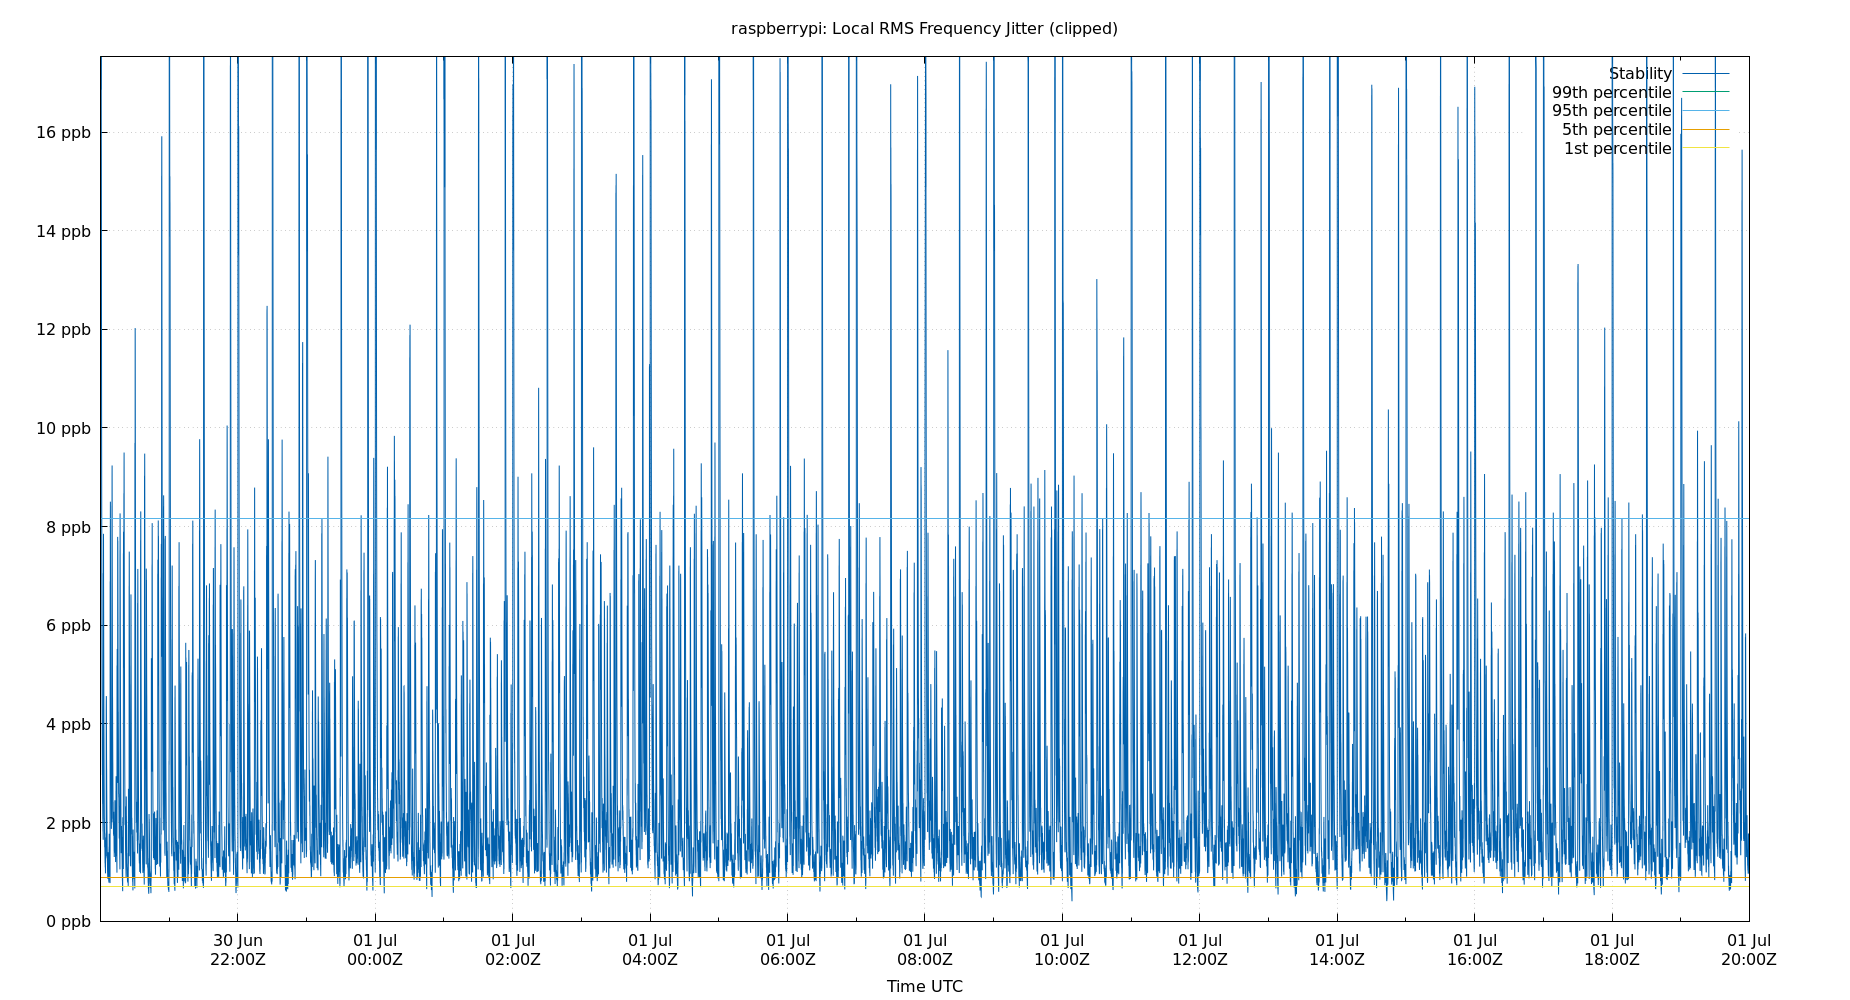 raspberrypi: Local RMS Frequency Jitter (clipped)
Stability
99th percentile
95th percentile
5th percentile
1st percentile
16 ppb
14 ppb
12 ppb
10 ppb
8 ppb
6 ppb
4 ppb
2 ppb
0 ppb
30 Jun 01 Jul 01 Jul 01 Jul 01 Jul 01 Jul 01 Jul 01 Jul 01 Jul 01 Jul 01 Jul 01 Jul
22:00Z 00:00Z 02:00Z 04:00Z 06:00Z 08:00Z 10:00Z 12:00Z 14:00Z 16:00Z 18:00Z 20:00Z
Time UTC